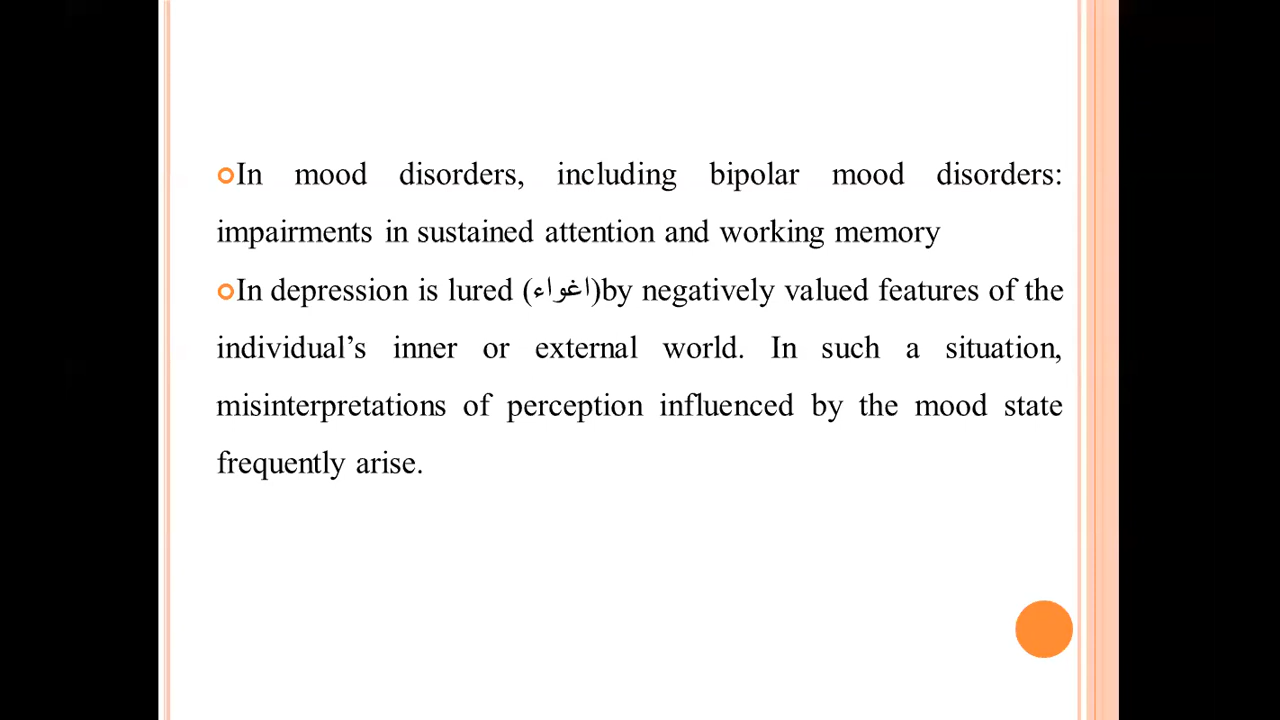 In mood disorders, including bipolar mood disorders:
impairments in sustained attention and working memory
In depression is lured (اغواء)by negatively valued features of the
individual’s inner or external world. In such a situation,
misinterpretations of perception influenced by the mood state
frequently arise.